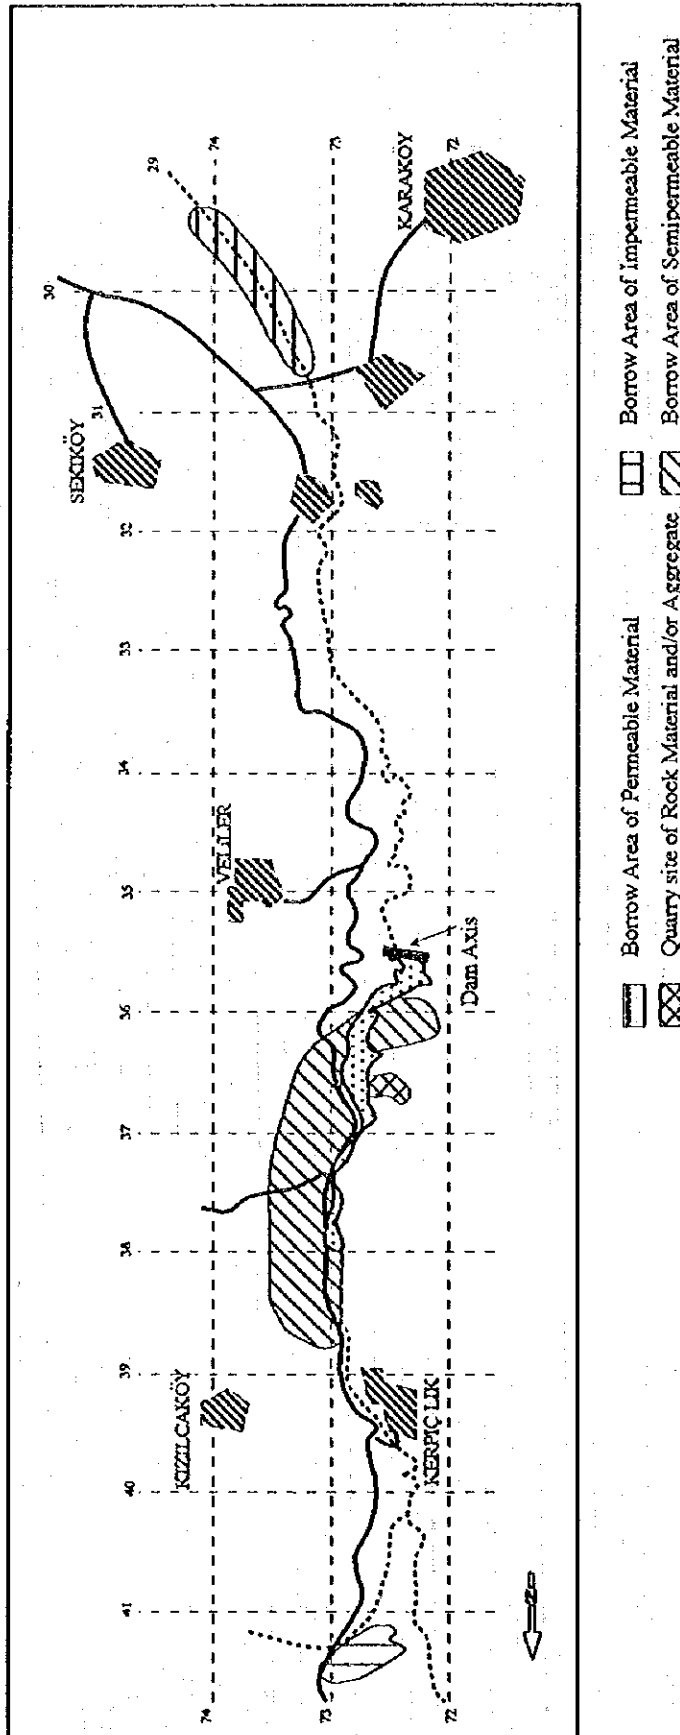 74
73
72
29
30
31
32
33
34
35
36
37
38
39
40
41
KARAKÖY
SEKİKÖY
VELİLER
Dam Axis
KIZILCAKÖY
KERPİÇLİK
74
73
72
N
Borrow Area of Permeable Material
Borrow Area of Impermeable Material
Quarry site of Rock Material and/or Aggregate
Borrow Area of Semipermeable Material